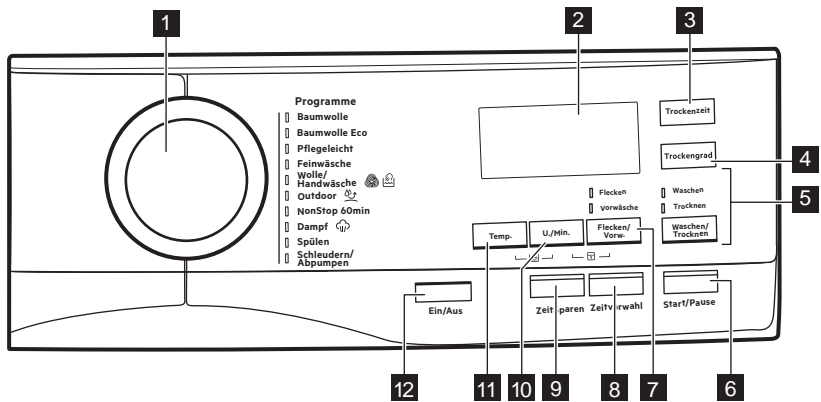 1
2
3
Programme
Baumwolle
Baumwolle Eco
Pflegeleicht
Feinwäsche
Wolle/
Handwäsche
Outdoor
NonStop 60min
Dampf
Spülen
Schleudern/
Abpumpen
Trockenzeit
Trockengrad
4
5
Flecken
Vorwäsche
Waschen
Trocknen
Temp.
U./Min.
Flecken/
Vorw.
Waschen/
Trocknen
Ein/Aus
Zeitsparen
Zeitvorwahl
Start/Pause
12
11
10
9
8
7
6